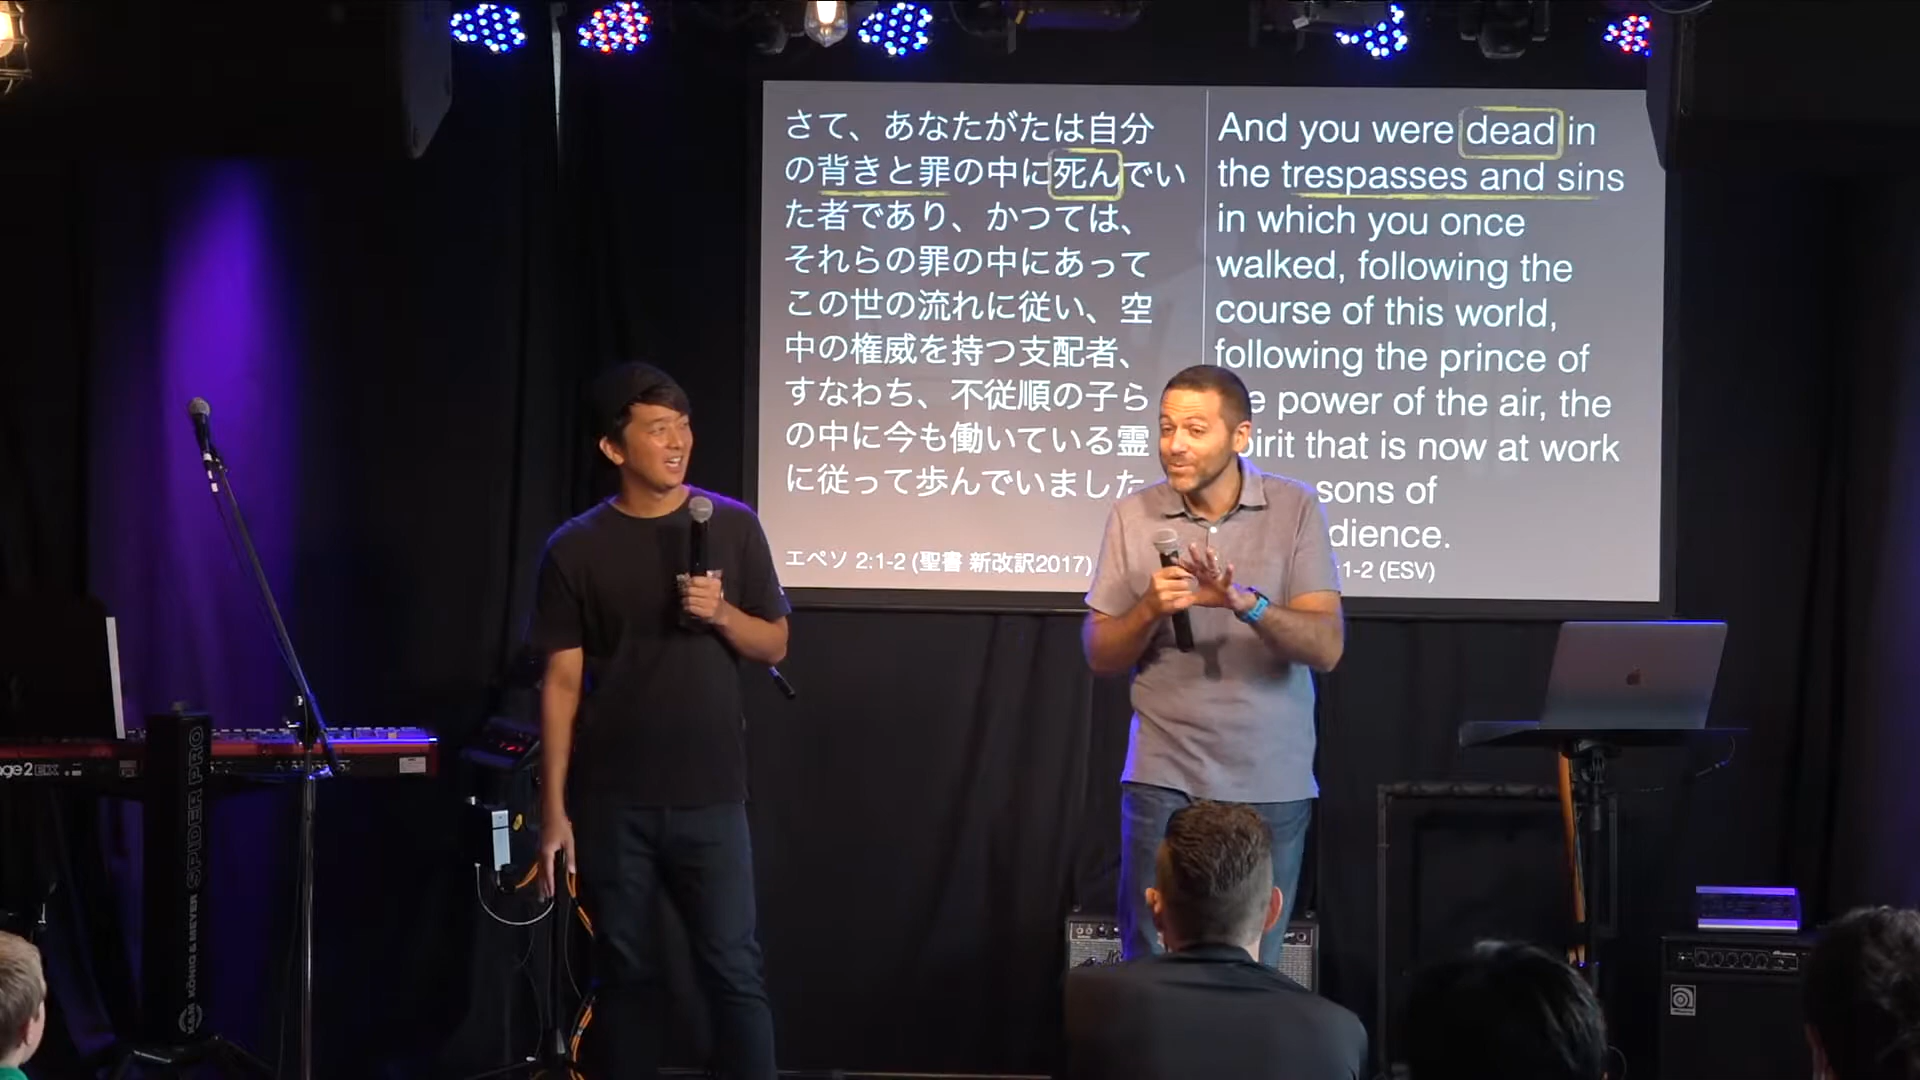 さて、あなたがたは自分
の背きと罪の中に死んでい
た者であり、かつては、
それらの罪の中にあって
この世の流れに従い、空
中の権威を持つ支配者、
すなわち、不従順の子ら
の中に今も働いている霊
に従って歩んでいました
エペソ 2:1-2 (聖書 新改訳2017)
And you were dead in
the trespasses and sins
in which you once
walked, following the
course of this world,
following the prince of
power of the air, the
that is now at work
sons of
:1-2 (ESV)
SPIDER PRO
K&M KÖNIG & MEYER